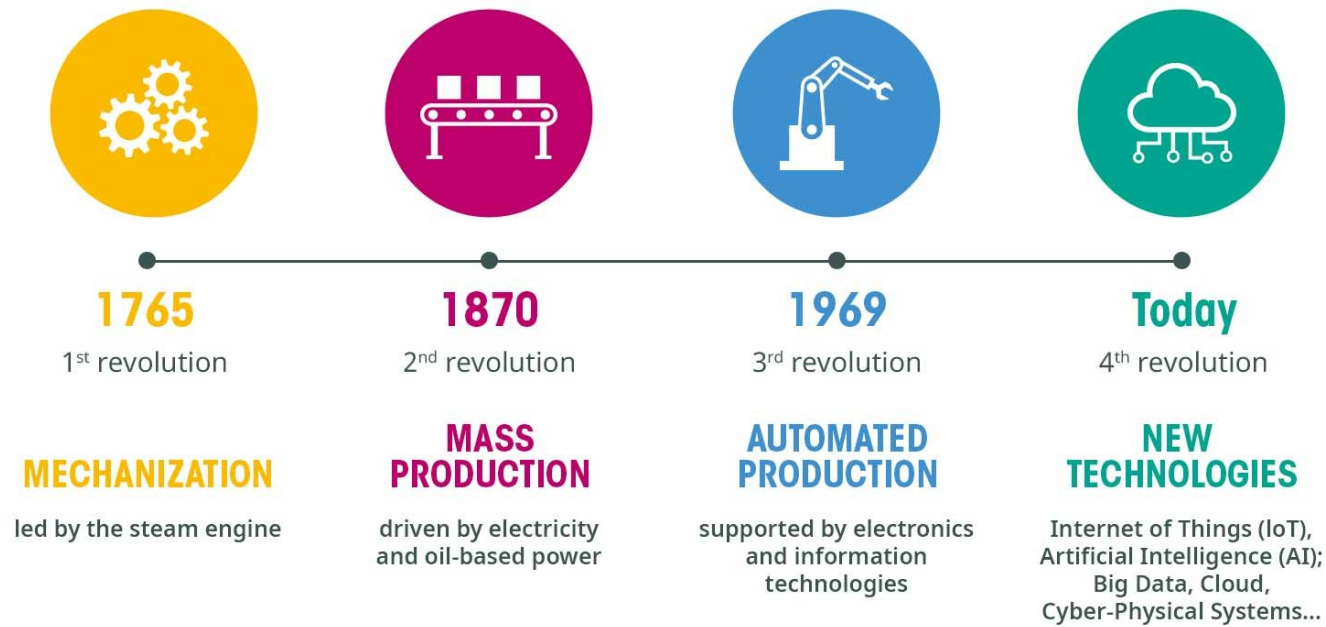 1765
1st revolution
MECHANIZATION
led by the steam engine
1870
2nd revolution
MASS
PRODUCTION
driven by electricity
and oil-based power
1969
3rd revolution
AUTOMATED
PRODUCTION
supported by electronics
and information
technologies
Today
4th revolution
NEW
TECHNOLOGIES
Internet of Things (loT),
Artificial Intelligence (AI);
Big Data, Cloud,
Cyber-Physical Systems...